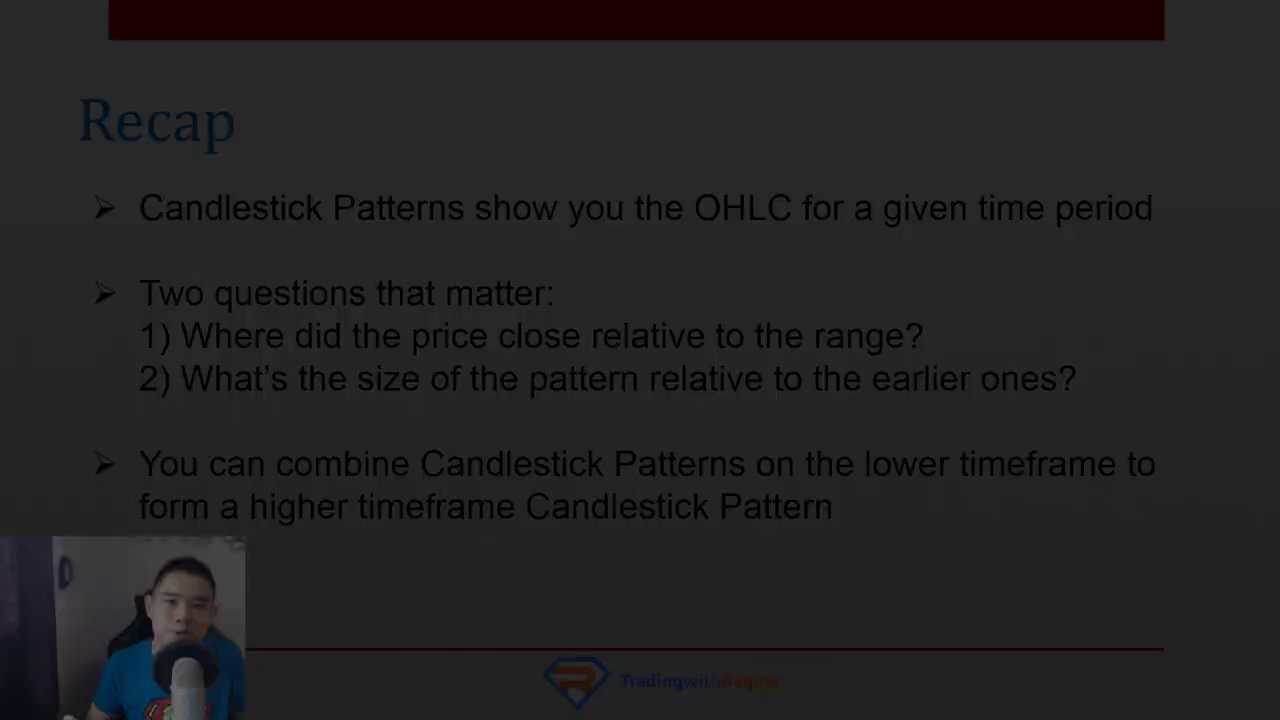 Recap
Candlestick Patterns show you the OHLC for a given time period
Two questions that matter:
1) Where did the price close relative to the range?
2) What's the size of the pattern relative to the earlier ones?
You can combine Candlestick Patterns on the lower timeframe to
form a higher timeframe Candlestick Pattern
TradingwithRayner